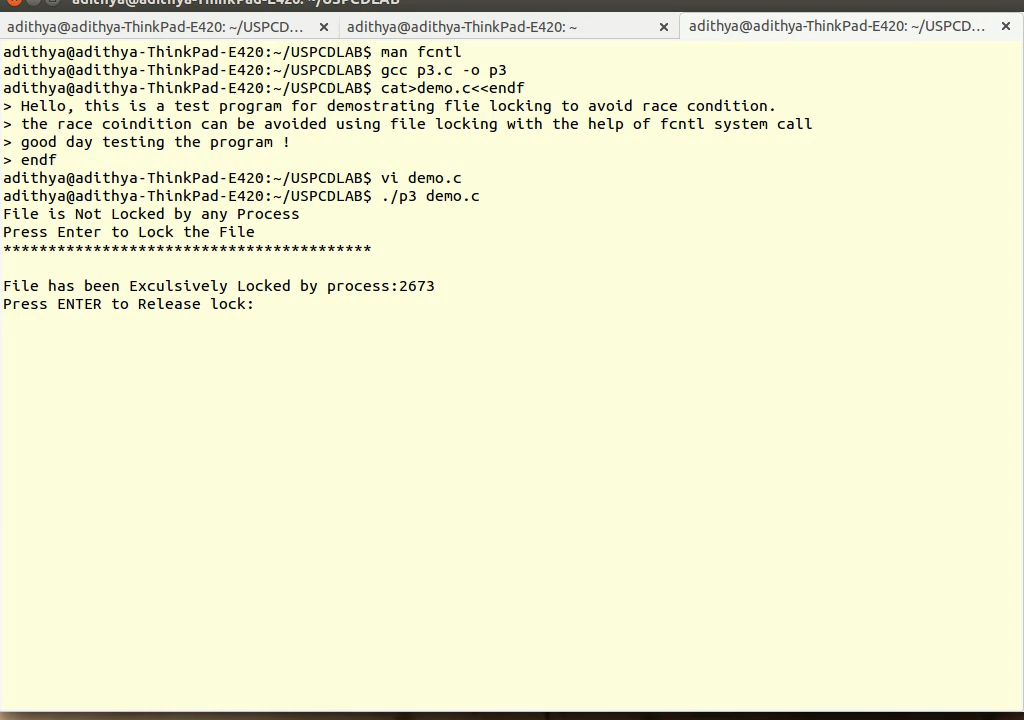 adithya@adithya-ThinkPad-E420: ~/USPCDLAB
adithya@adithya-ThinkPad-E420: ~/USPCD... × adithya@adithya-ThinkPad-E420: ~ × adithya@adithya-ThinkPad-E420: ~/USPCD... ×
adithya@adithya-ThinkPad-E420:~/USPCDLAB$ man fcntl
adithya@adithya-ThinkPad-E420:~/USPCDLAB$ gcc p3.c -o p3
adithya@adithya-ThinkPad-E420:~/USPCDLAB$ cat>demo.c<<endf
> Hello, this is a test program for demostrating flie locking to avoid race condition.
> the race coindition can be avoided using file locking with the help of fcntl system call
> good day testing the program !
> endf
adithya@adithya-ThinkPad-E420:~/USPCDLAB$ vi demo.c
adithya@adithya-ThinkPad-E420:~/USPCDLAB$ ./p3 demo.c
File is Not Locked by any Process
Press Enter to Lock the File
*****************************************
File has been Exculsively Locked by process:2673
Press ENTER to Release lock: